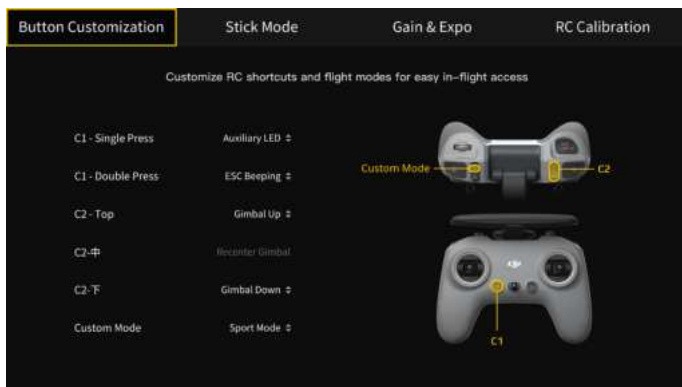 Button Customization
Stick Mode
Gain & Expo
RC Calibration
Customize RC shortcuts and flight modes for easy in-flight access
C1 - Single Press
Auxiliary LED
C1 - Double Press
ESC Beeping
C2 - Top
Gimbal Up
C2-中
Recenter Gimbal
C2-下
Gimbal Down
Custom Mode
Sport Mode
Custom Mode
C2
dji
C1